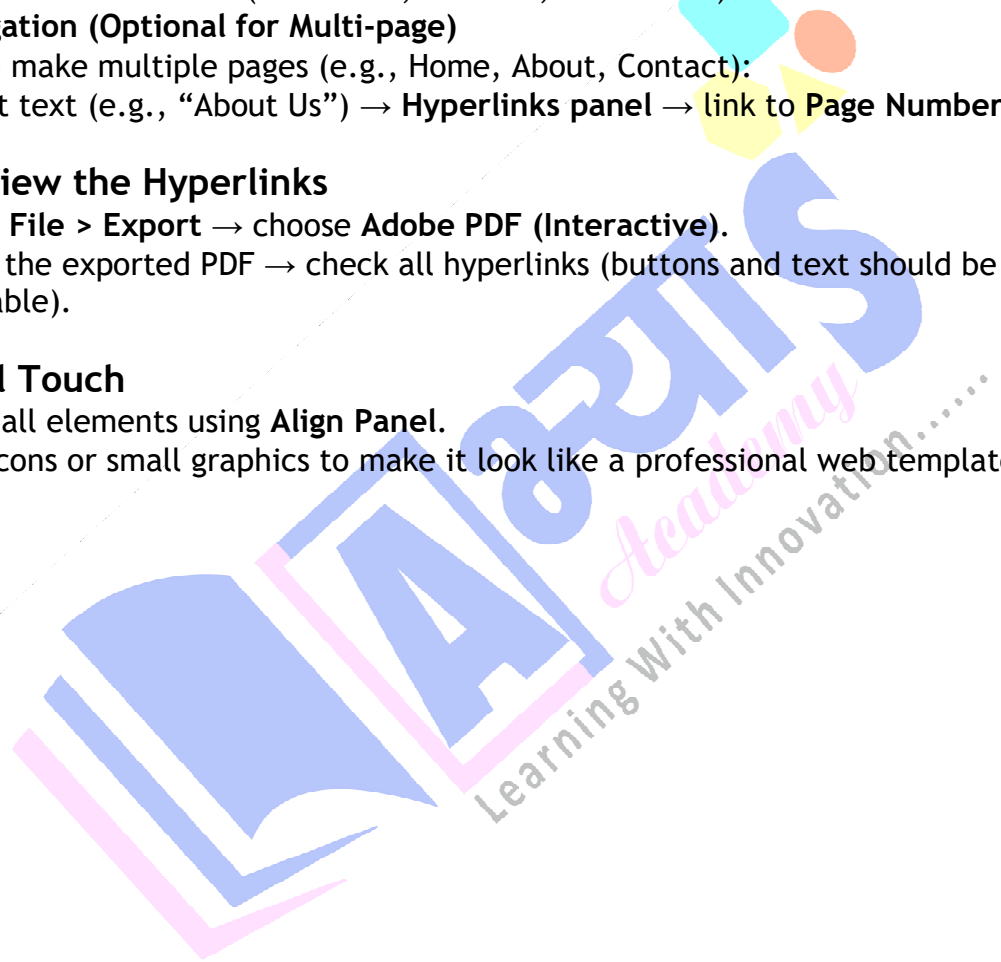 gation (Optional for Multi-page)
make multiple pages (e.g., Home, About, Contact):
t text (e.g., “About Us”) → Hyperlinks panel → link to Page Number
iew the Hyperlinks
File > Export → choose Adobe PDF (Interactive).
the exported PDF → check all hyperlinks (buttons and text should be
able).
l Touch
all elements using Align Panel.
cons or small graphics to make it look like a professional web template
Aभ्याS
Academy
Learning With Innovation......